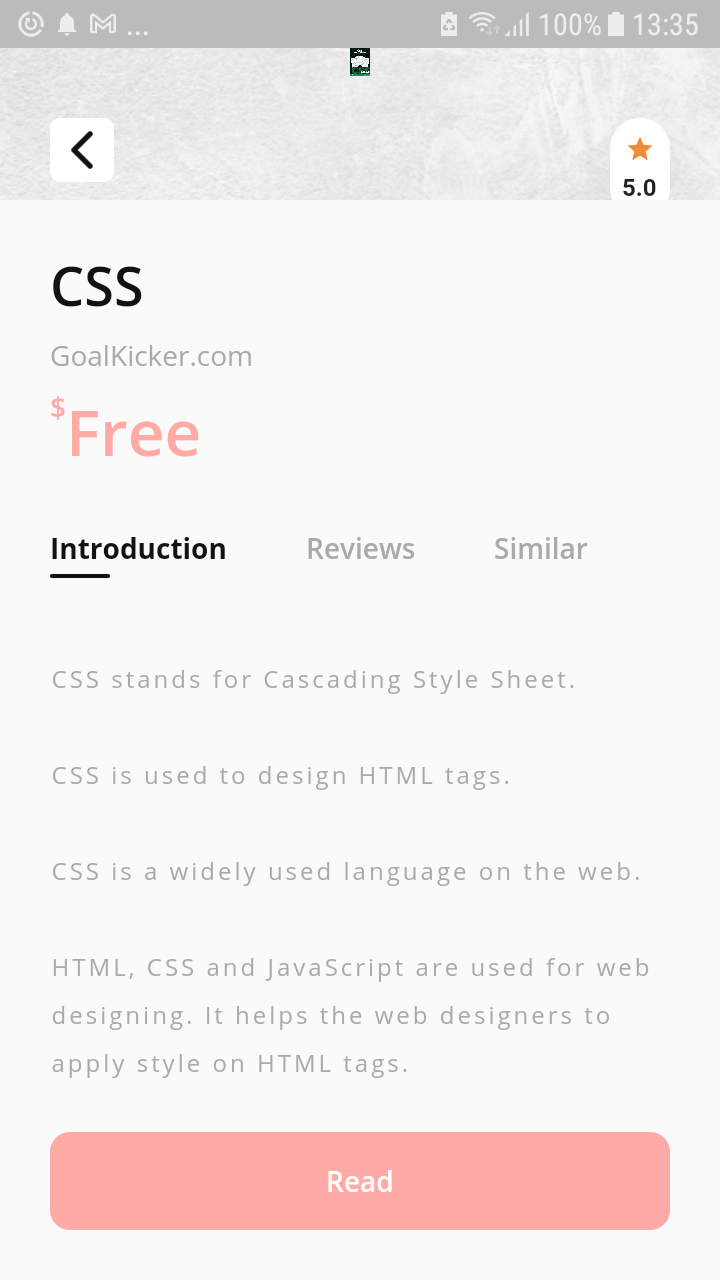 ... 100% 13:35
5.0
CSS
GoalKicker.com
$Free
Introduction Reviews Similar
CSS stands for Cascading Style Sheet.
CSS is used to design HTML tags.
CSS is a widely used language on the web.
HTML, CSS and JavaScript are used for web
designing. It helps the web designers to
apply style on HTML tags.
Read